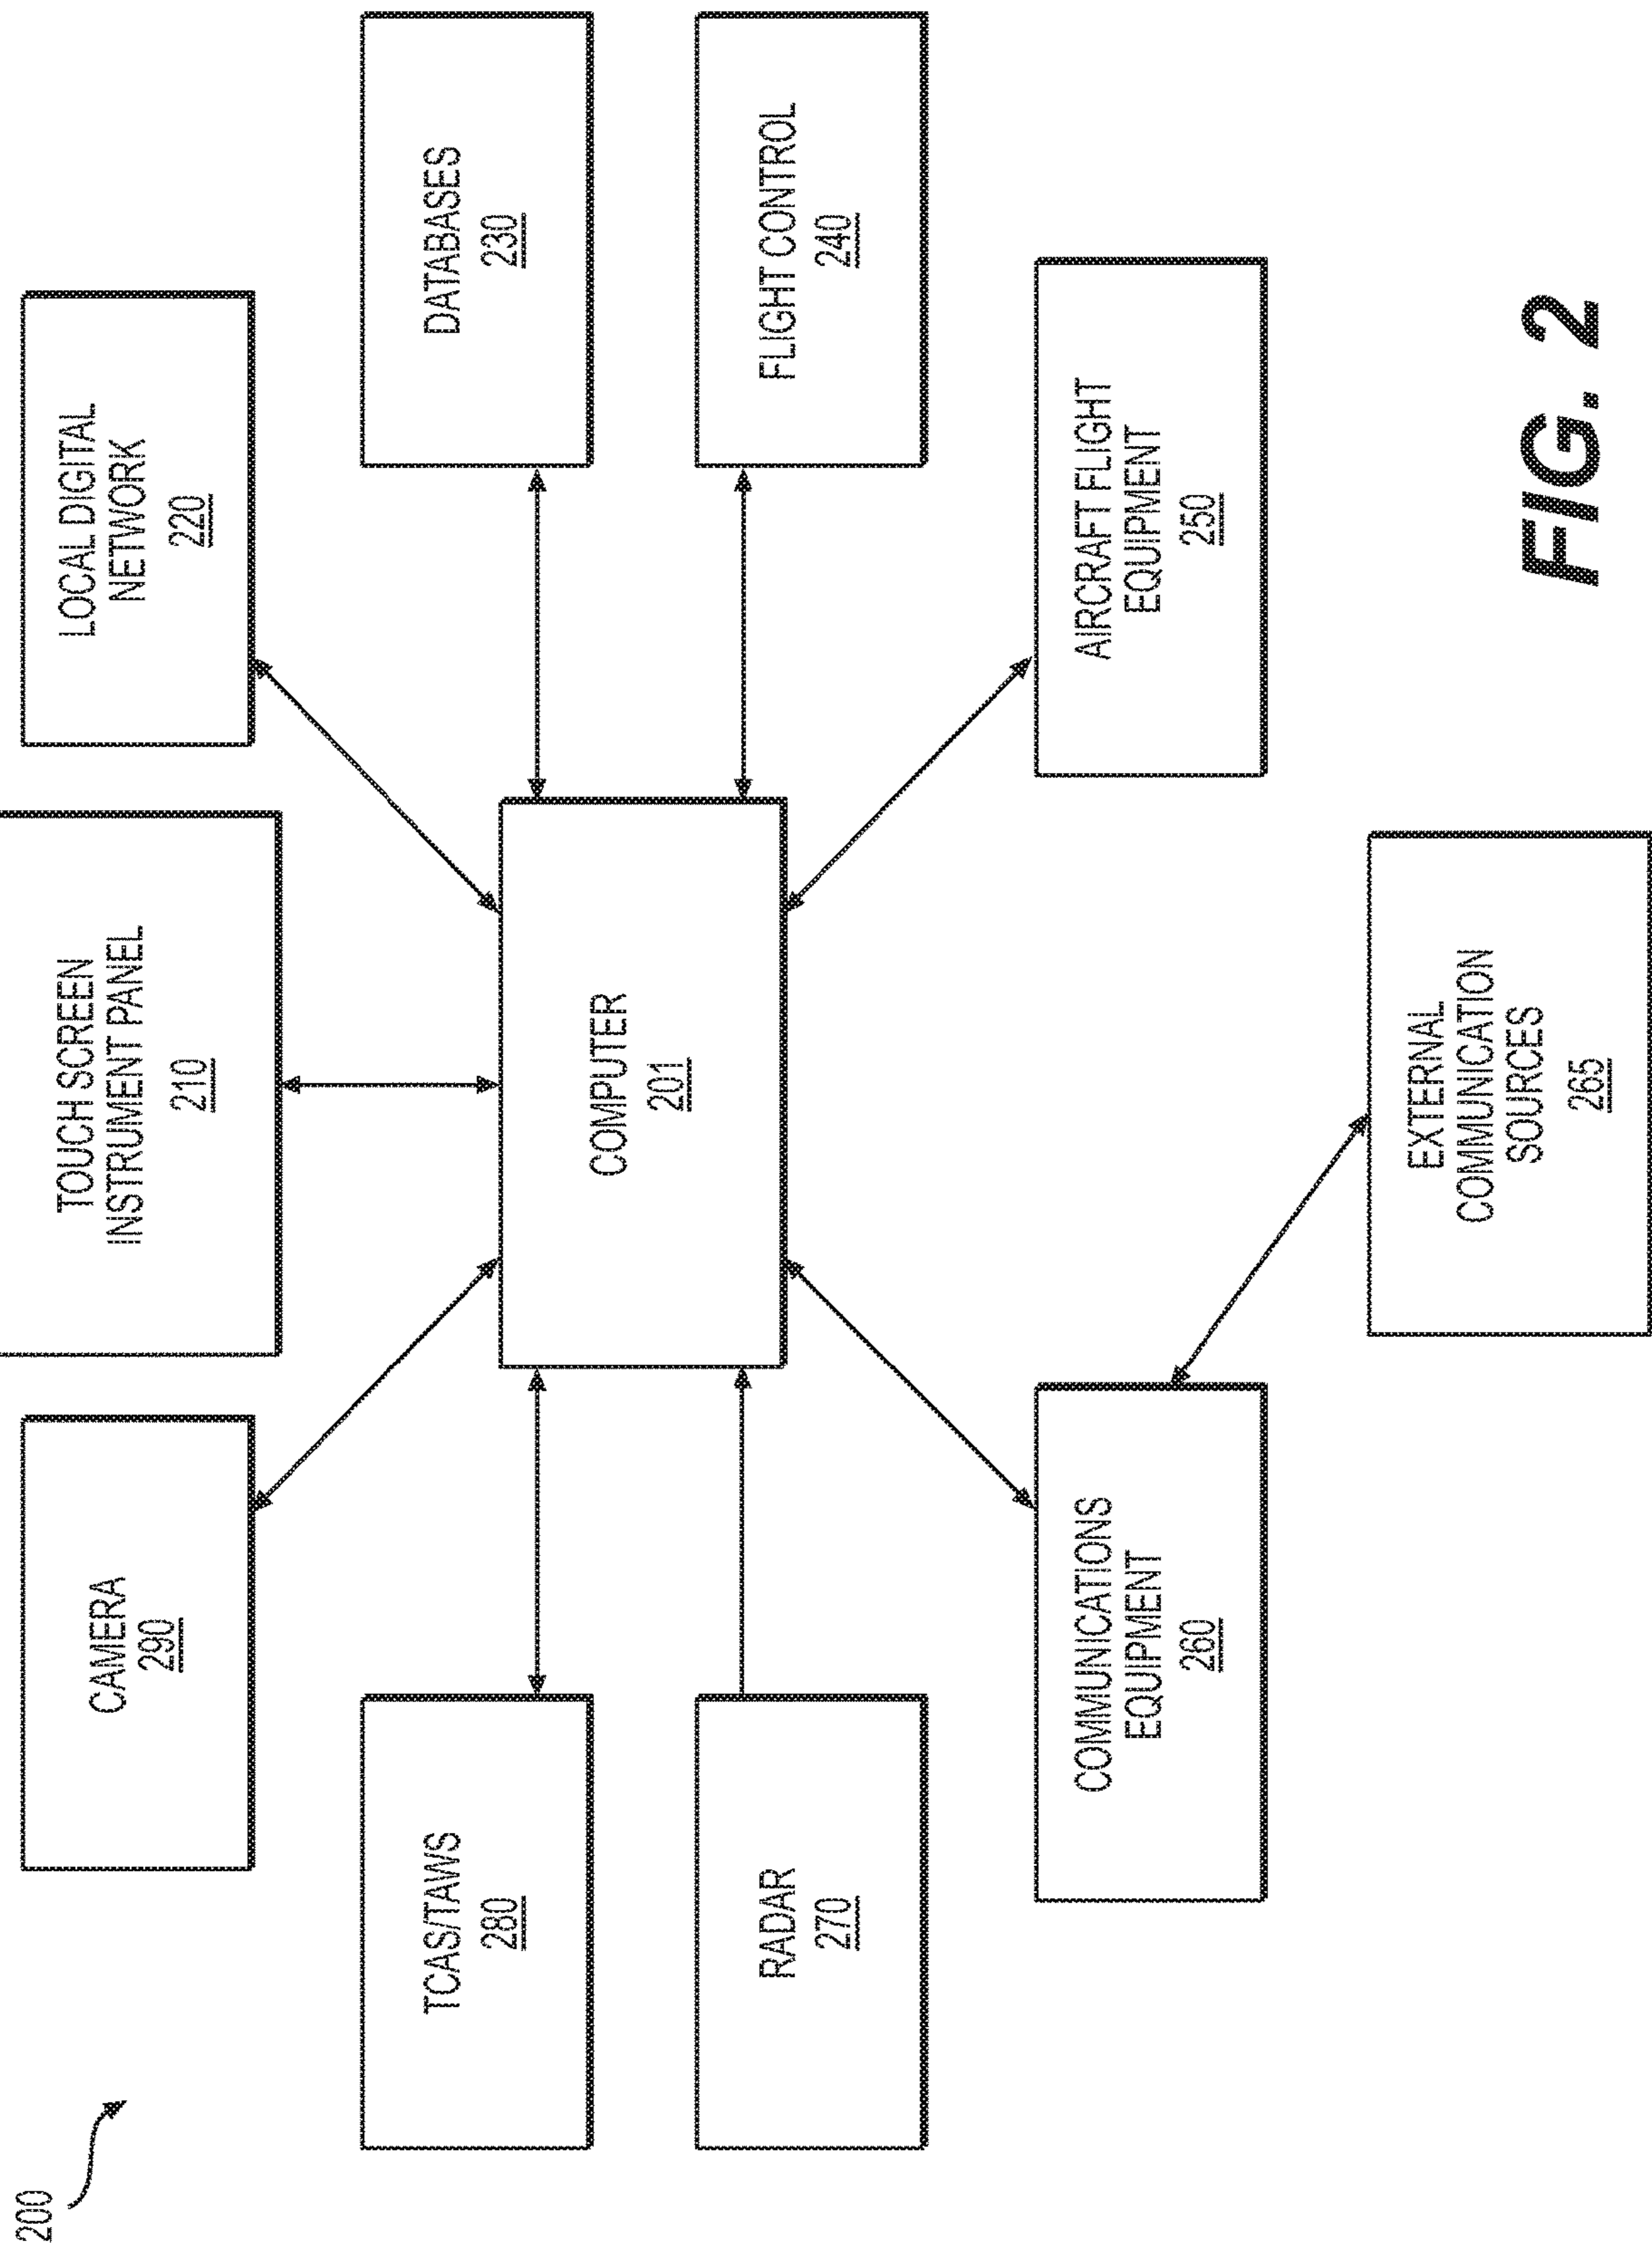 200
TOUCH SCREEN
INSTRUMENT PANEL
210
CAMERA
290
LOCAL DIGITAL
NETWORK
220
TCAS/TAWS
280
DATABASES
230
COMPUTER
201
RADAR
270
FLIGHT CONTROL
240
COMMUNICATIONS
EQUIPMENT
260
AIRCRAFT FLIGHT
EQUIPMENT
250
EXTERNAL
COMMUNICATION
SOURCES
265
FIG. 2